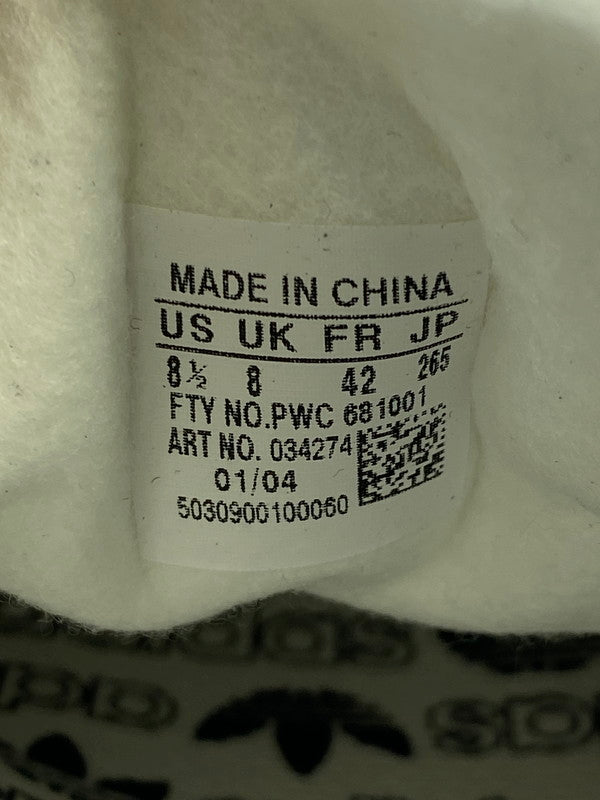 MADE IN CHINA
US UK FR JP
8½ 8 42 265
FTY NO.PWC 681001
ART NO. 034274
01/04
5030900100060
adidas